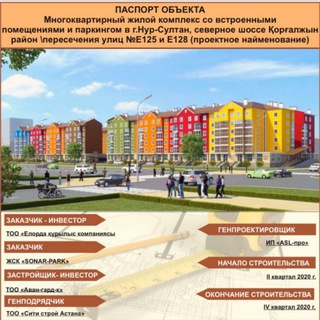 ПАСПОРТ ОБЪЕКТА
Многоквартирный жилой комплекс со встроенными
помещениями и паркингом в г.Нур-Султан, северное шоссе Қорғалжын
район \пересечения улиц №Е125 и Е128 (проектное наименование)
ЗАКАЗЧИК - ИНВЕСТОР
ТОО «Елорда құрылыс компаниясы
ЗАКАЗЧИК
ЖСК «SONAR-PARK»
ЗАСТРОЙЩИК- ИНВЕСТОР
ТОО «Аван-гард-к»
ГЕНПОДРЯДЧИК
ТОО «Сити строй Астана»
ГЕНПРОЕКТИРОВЩИК
ИП «ASL-про»
НАЧАЛО СТРОИТЕЛЬСТВА
II квартал 2020 г.
ОКОНЧАНИЕ СТРОИТЕЛЬСТВА
IV квартал 2020 г.